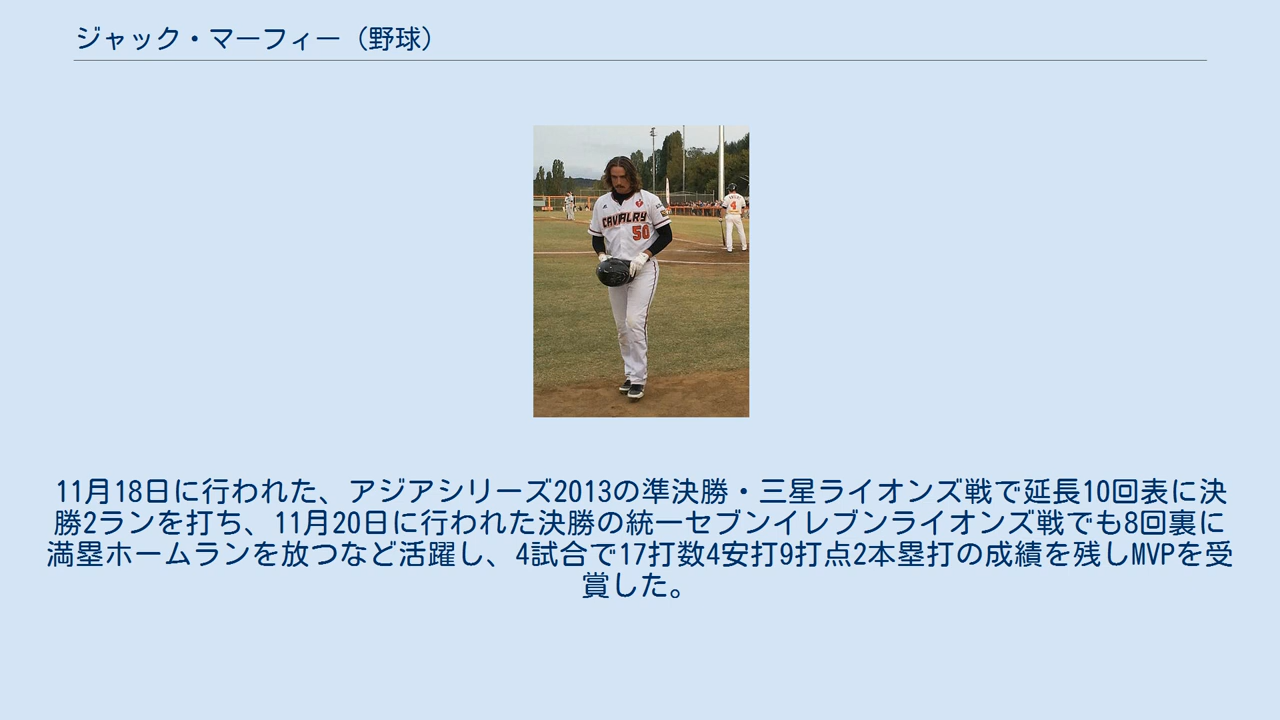 ジャック・マーフィー（野球）
CAVALRY
50
4
11月18日に行われた、アジアシリーズ2013の準決勝・三星ライオンズ戦で延長10回表に決
勝2ランを打ち、11月20日に行われた決勝の統一セブンイレブンライオンズ戦でも8回裏に
満塁ホームランを放つなど活躍し、4試合で17打数4安打9打点2本塁打の成績を残しMVPを受
賞した。